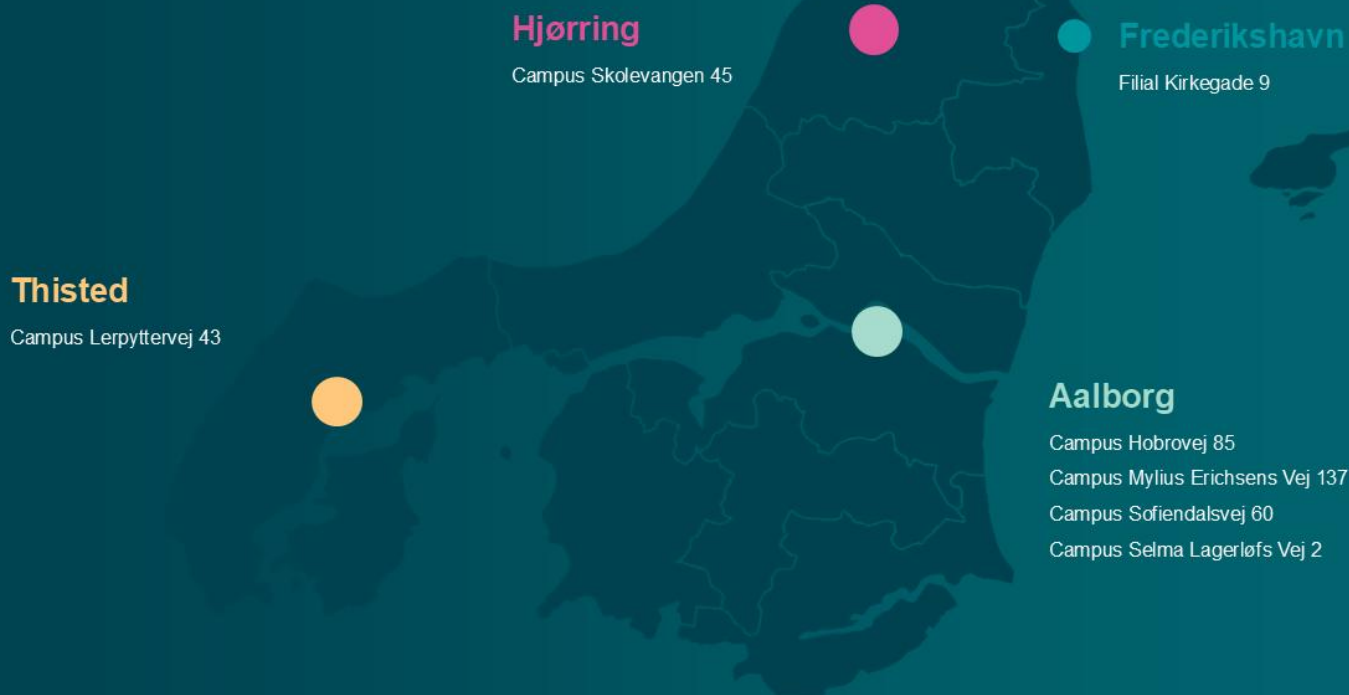 Hjørring
Campus Skolevangen 45
Frederikshavn
Filial Kirkegade 9
Thisted
Campus Lerpyttervej 43
Aalborg
Campus Hobrovej 85
Campus Mylius Erichsens Vej 137
Campus Sofiendalsvej 60
Campus Selma Lagerløfs Vej 2